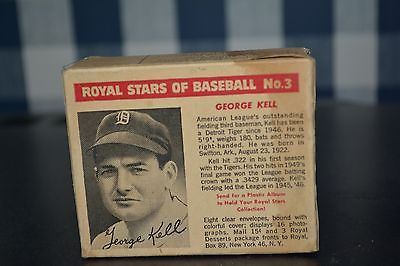 ROYAL STARS OF BASEBALL No.3
GEORGE KELL
American League's outstanding
fielding third baseman, Kell has been
a Detroit Tiger since 1946. He is
5'9", weighs 180, bats and throws
right-handed. He was born in
Swifton, Ark., August 23, 1922.
Kell hit .322 in his first season
with the Tigers. His two hits in 1949's
final game won the batting crown
with a .3429 average. Kell's
fielding led the League in 1945, '46.
Send for a Plastic Album
to Hold Your Royal Stars
Collection!
Eight clear envelopes, bound with
colorful cover; displays 16 photo-
graphs. Mail 15¢ and 3 Royal
Desserts package fronts to Royal,
Box 89, New York 46, N. Y.
D
George Kell